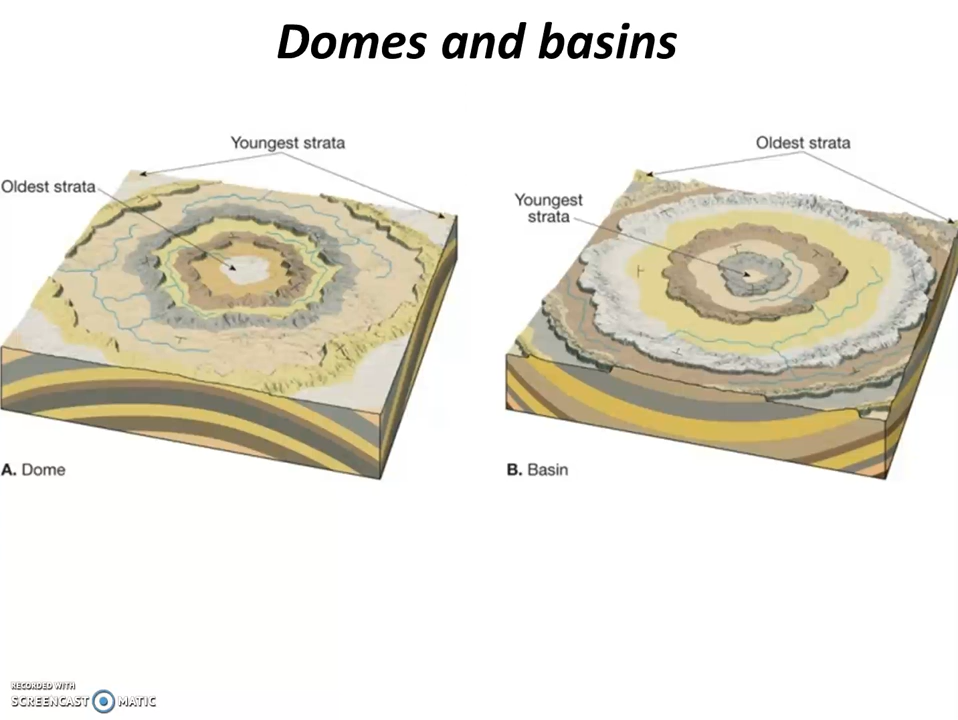 Domes and basins
Youngest strata
Oldest strata
A. Dome
Oldest strata
Youngest
strata
B. Basin
RECORDED WITH
SCREENCAST MATIC